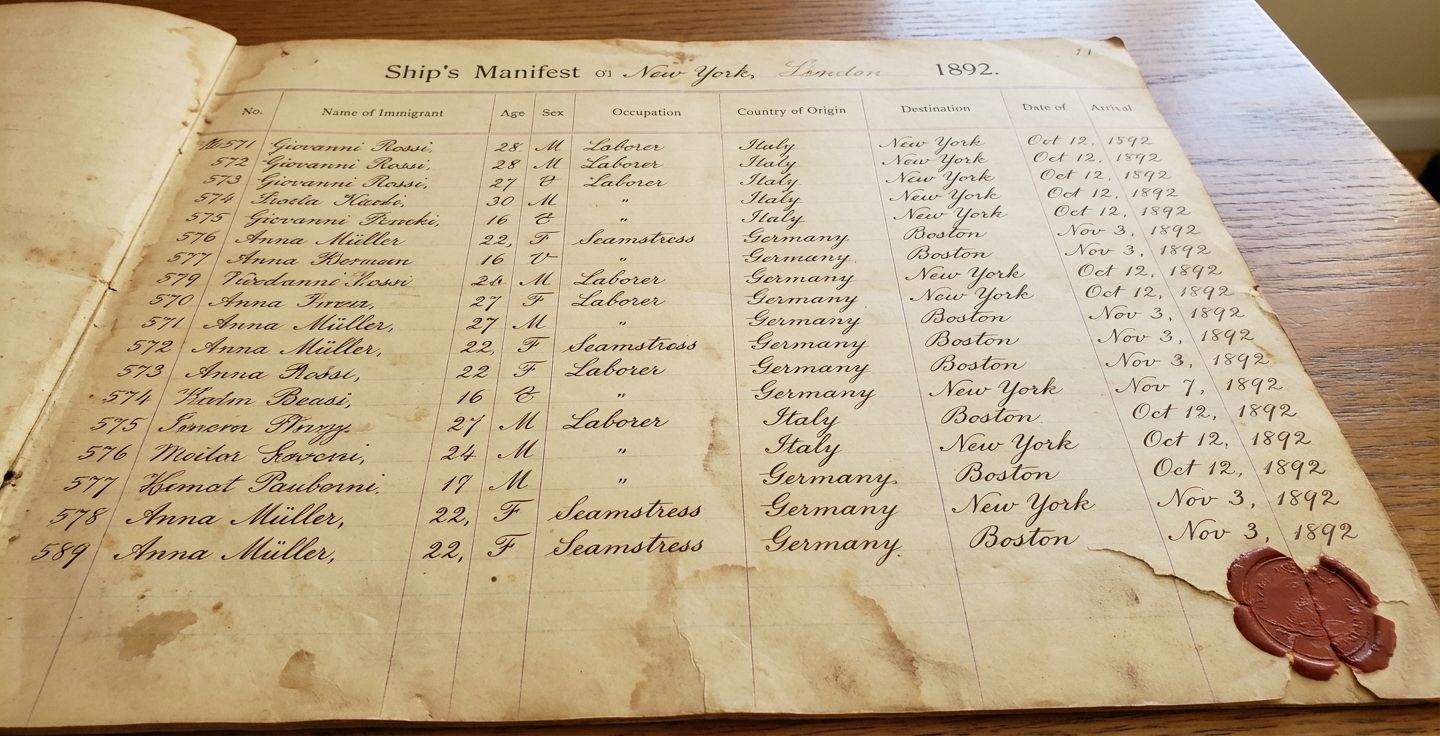 Ship's Manifest or New York, London 1892.
No. Name of Immigrant Age Sex Occupation Country of Origin Destination Date of Arrival
571 Giovanni Rossi, 28 M Laborer Italy New York Oct 12, 1892
572 Giovanni Rossi, 28 M Laborer Italy New York Oct 12, 1892
573 Giovanni Rossi, 27 Laborer Italy New York Oct 12, 1892
574 30 M " Italy New York Oct 12, 1892
575 Giovanni 16 " Italy New York Oct 12, 1892
576 Anna Müller 22, F Seamstress Germany Boston Nov 3, 1892
577 Anna 16 " Germany. Boston Nov 3, 1892
579 24 M Laborer Germany New York Oct 12, 1892
570 Anna 27 F Laborer Germany New York Oct 12, 1892
571 Anna Müller, 27 M " Germany Boston Nov 3, 1892
572 Anna Müller, 22, F Seamstress Germany Boston Nov 3, 1892
573 Anna Rossi, 22 F Laborer Germany Boston Nov 3, 1892
574 Beasi, 16 " Germany New York Nov 7, 1892
575 27 M Laborer Italy Boston Oct 12, 1892
576 24 M " Italy New York Oct 12, 1892
577 Hemat Pauberni. 19 M " Germany Boston Oct 12, 1892
578 Anna Müller, 22, F Seamstress Germany New York Nov 3, 1892
589 Anna Müller, 22, F Seamstress Germany. Boston Nov 3, 1892